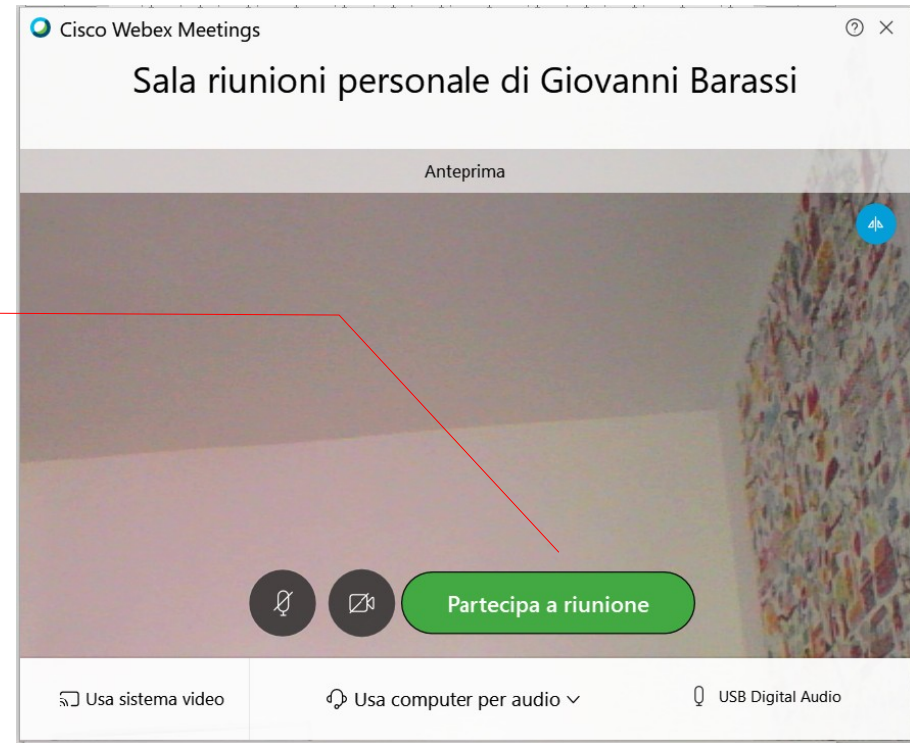 Cisco Webex Meetings
Sala riunioni personale di Giovanni Barassi
Anteprima
Partecipa a riunione
Usa sistema video
Usa computer per audio
USB Digital Audio